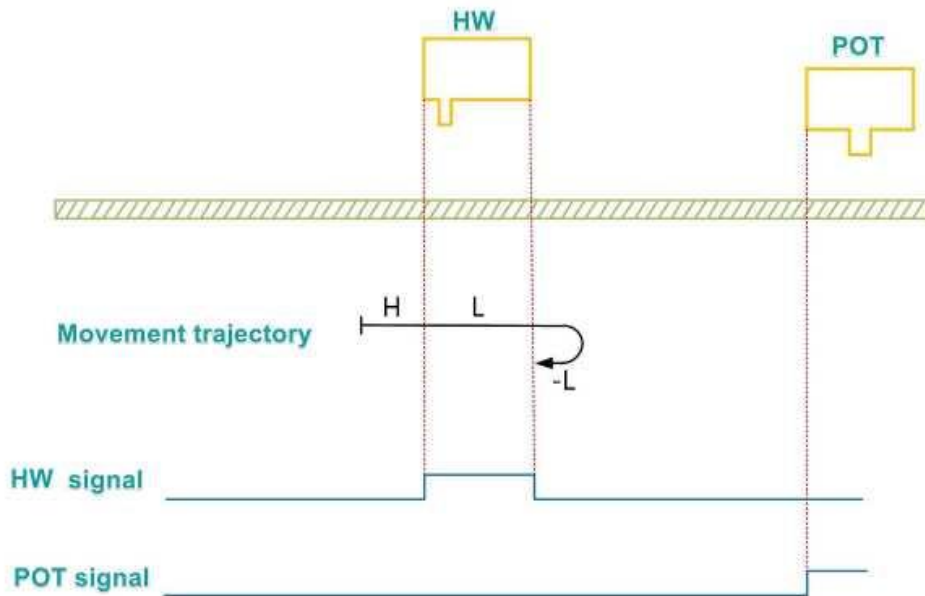 HW
POT
H L
Movement trajectory
-L
HW signal
POT signal